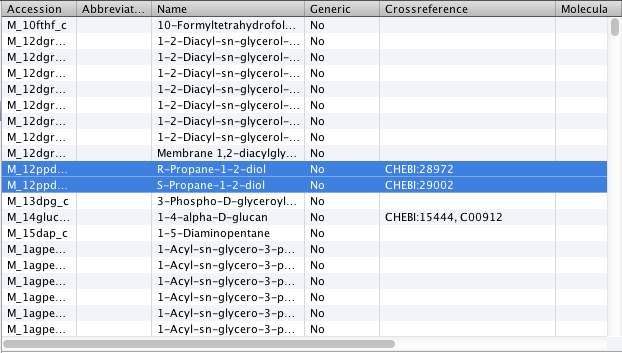 Accession Abbreviat... Name Generic Crossreference Molecula
M_10fthf_c 10-Formyltetrahydrofol... No
M_12dgr... 1-2-Diacyl-sn-glycerol-... No
M_12dgr... 1-2-Diacyl-sn-glycerol-... No
M_12dgr... 1-2-Diacyl-sn-glycerol-... No
M_12dgr... 1-2-Diacyl-sn-glycerol-... No
M_12dgr... 1-2-Diacyl-sn-glycerol-... No
M_12dgr... 1-2-Diacyl-sn-glycerol-... No
M_12dgr... 1-2-Diacyl-sn-glycerol-... No
M_12dgr... Membrane 1,2-diacylgly... No
M_12ppd... R-Propane-1-2-diol No CHEBI:28972
M_12ppd... S-Propane-1-2-diol No CHEBI:29002
M_13dpg_c 3-Phospho-D-glyceroyl... No
M_14gluc... 1-4-alpha-D-glucan No CHEBI:15444, C00912
M_15dap_c 1-5-Diaminopentane No
M_1agpe... 1-Acyl-sn-glycero-3-p... No
M_1agpe... 1-Acyl-sn-glycero-3-p... No
M_1agpe... 1-Acyl-sn-glycero-3-p... No
M_1agpe... 1-Acyl-sn-glycero-3-p... No
M_1agpe... 1-Acyl-sn-glycero-3-p... No
M_1agpe... 1-Acyl-sn-glycero-3-p... No